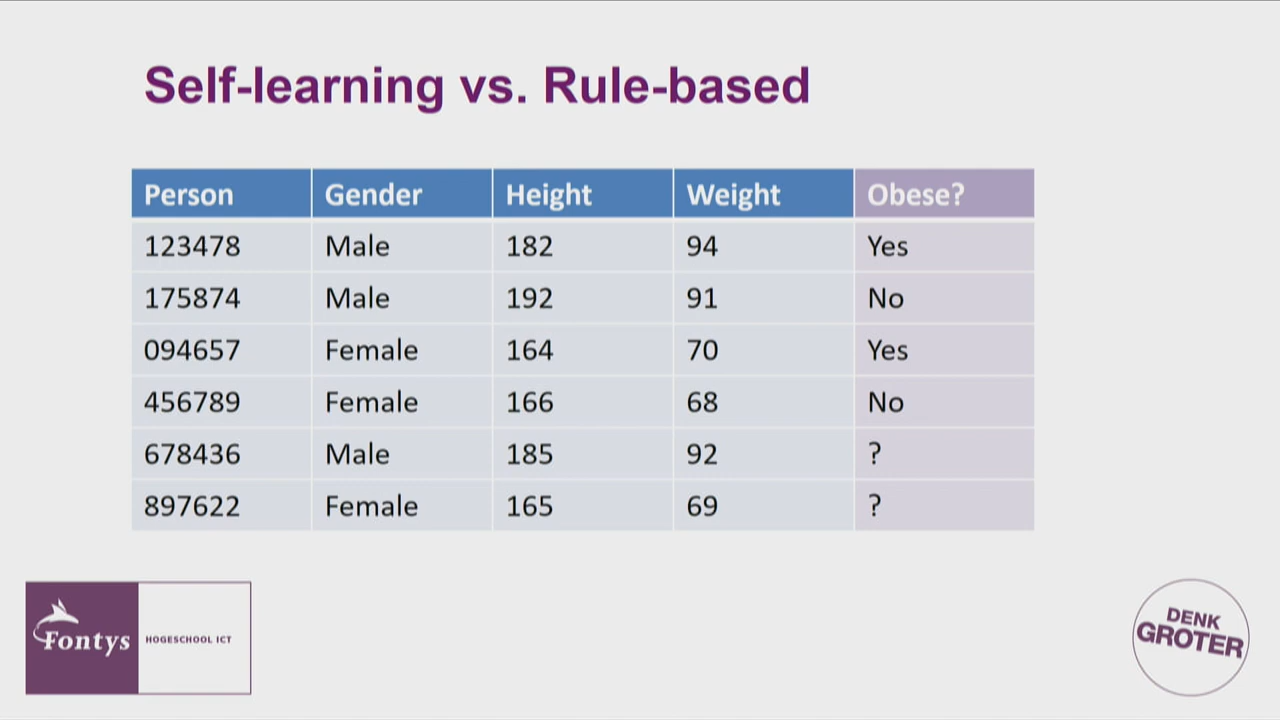 Self-learning vs. Rule-based
Person Gender Height Weight Obese?
123478 Male 182 94 Yes
175874 Male 192 91 No
094657 Female 164 70 Yes
456789 Female 166 68 No
678436 Male 185 92 ?
897622 Female 165 69 ?
Fontys HOGESCHOOL ICT
DENK
GROTER